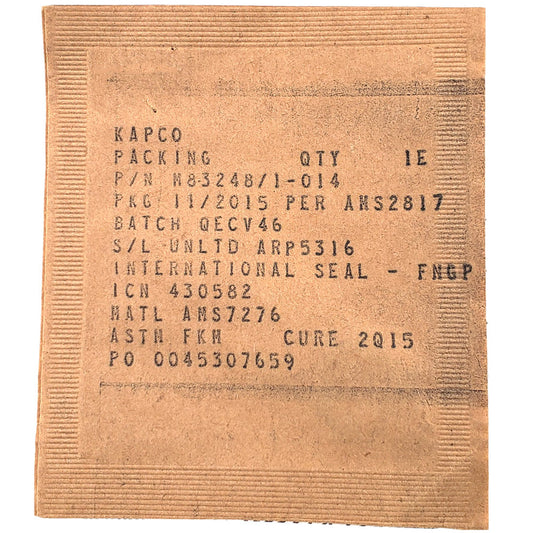 KAPCO
PACKING QTY 1E
P/N M83248/1-014
PKG 11/2015 PER AMS2817
BATCH QECV46
S/L UNLTD ARP5316
INTERNATIONAL SEAL - FNGP
ICN 430582
MATL AMS7276
ASTM FKM CURE 2Q15
PO 0045307659